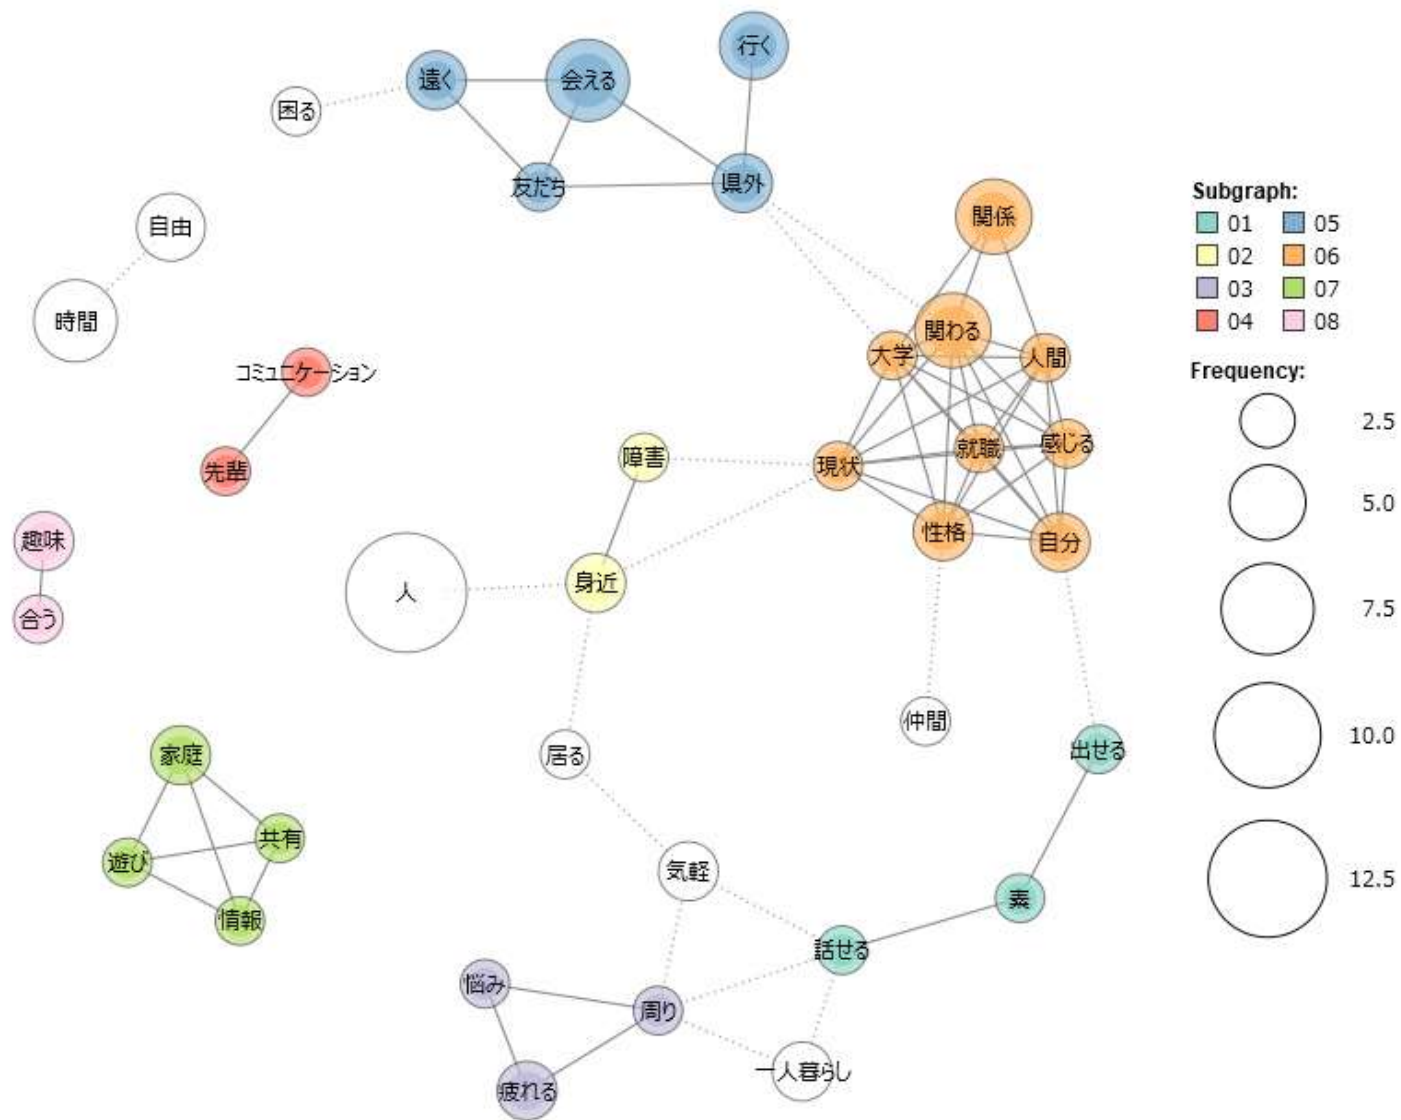 行く
遠く
会える
困る
友だち
県外
関係
自由
時間
関わる
大学
人間
コミュニケーション
先輩
障害
現状
就職
感じる
趣味
性格
自分
身近
人
合う
仲間
家庭
居る
出せる
共有
遊び
気軽
情報
素
話せる
悩み
周り
一人暮らし
疲れる
Subgraph:
01 05
02 06
03 07
04 08
Frequency:
2.5
5.0
7.5
10.0
12.5